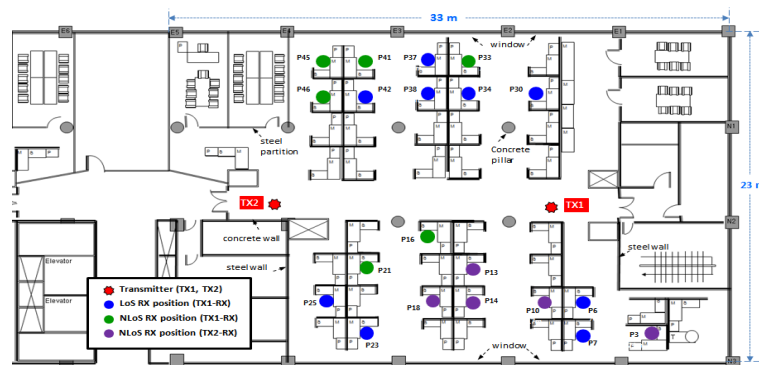 33 m
E6 E5 E4 E3 E2 E1 N1
window
P45 P41 P37 P33
P46 P42 P38 P34 P30
N1
steel
partition
Concrete
pillar
23 m
TX2
TX1
N2
concrete wall
P16
steel wall
steel wall
Elevator
P21
P13
Transmitter (TX1, TX2)
Elevator
LoS RX position (TX1-RX)
P25
P18
P14
P10
P6
NLoS RX position (TX1-RX)
NLoS RX position (TX2-RX)
P3
P23
P7
window
N3